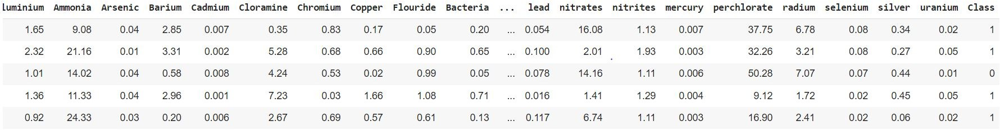 luminium Ammonia Arsenic Barium Cadmium Cloramine Chromium Copper Flouride Bacteria ... lead nitrates nitrites mercury perchlorate radium selenium silver uranium Class
1.65 9.08 0.04 2.85 0.007 0.35 0.83 0.17 0.05 0.20 ... 0.054 16.08 1.13 0.007 37.75 6.78 0.08 0.34 0.02 1
2.32 21.16 0.01 3.31 0.002 5.28 0.68 0.66 0.90 0.65 ... 0.100 2.01 1.93 0.003 32.26 3.21 0.08 0.27 0.05 1
1.01 14.02 0.04 0.58 0.008 4.24 0.53 0.02 0.99 0.05 ... 0.078 14.16 1.11 0.006 50.28 7.07 0.07 0.44 0.01 0
1.36 11.33 0.04 2.96 0.001 7.23 0.03 1.66 1.08 0.71 ... 0.016 1.41 1.29 0.004 9.12 1.72 0.02 0.45 0.05 1
0.92 24.33 0.03 0.20 0.006 2.67 0.69 0.57 0.61 0.13 ... 0.117 6.74 1.11 0.003 16.90 2.41 0.02 0.06 0.02 1